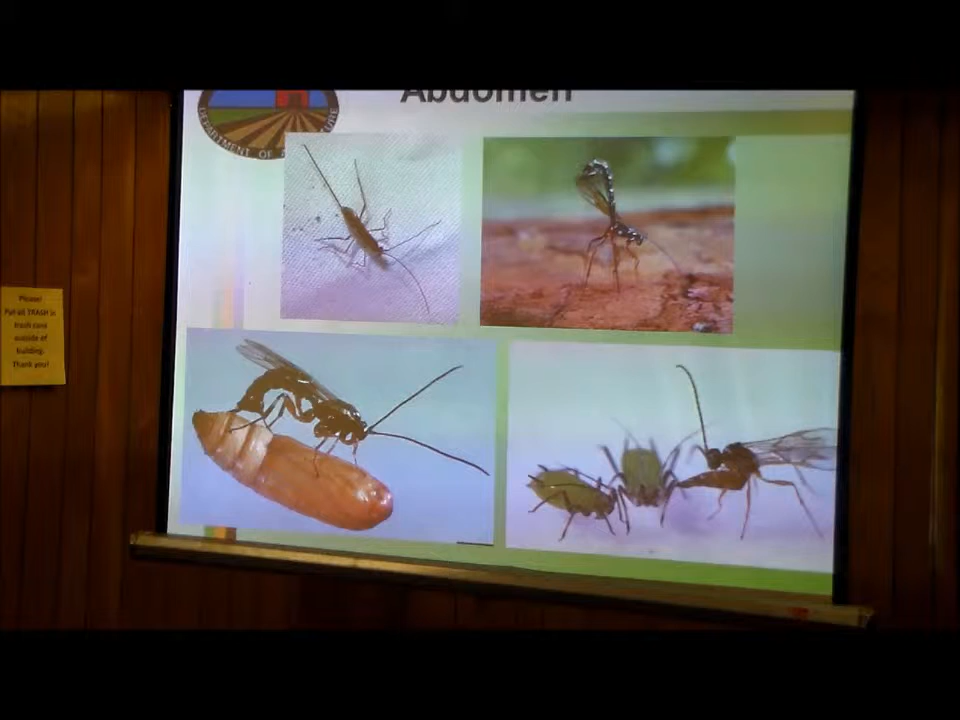 Abdomen
DEPARTMENT OF
Please!
Put all TRASH in
trash cans
outside of
building.
Thank you!